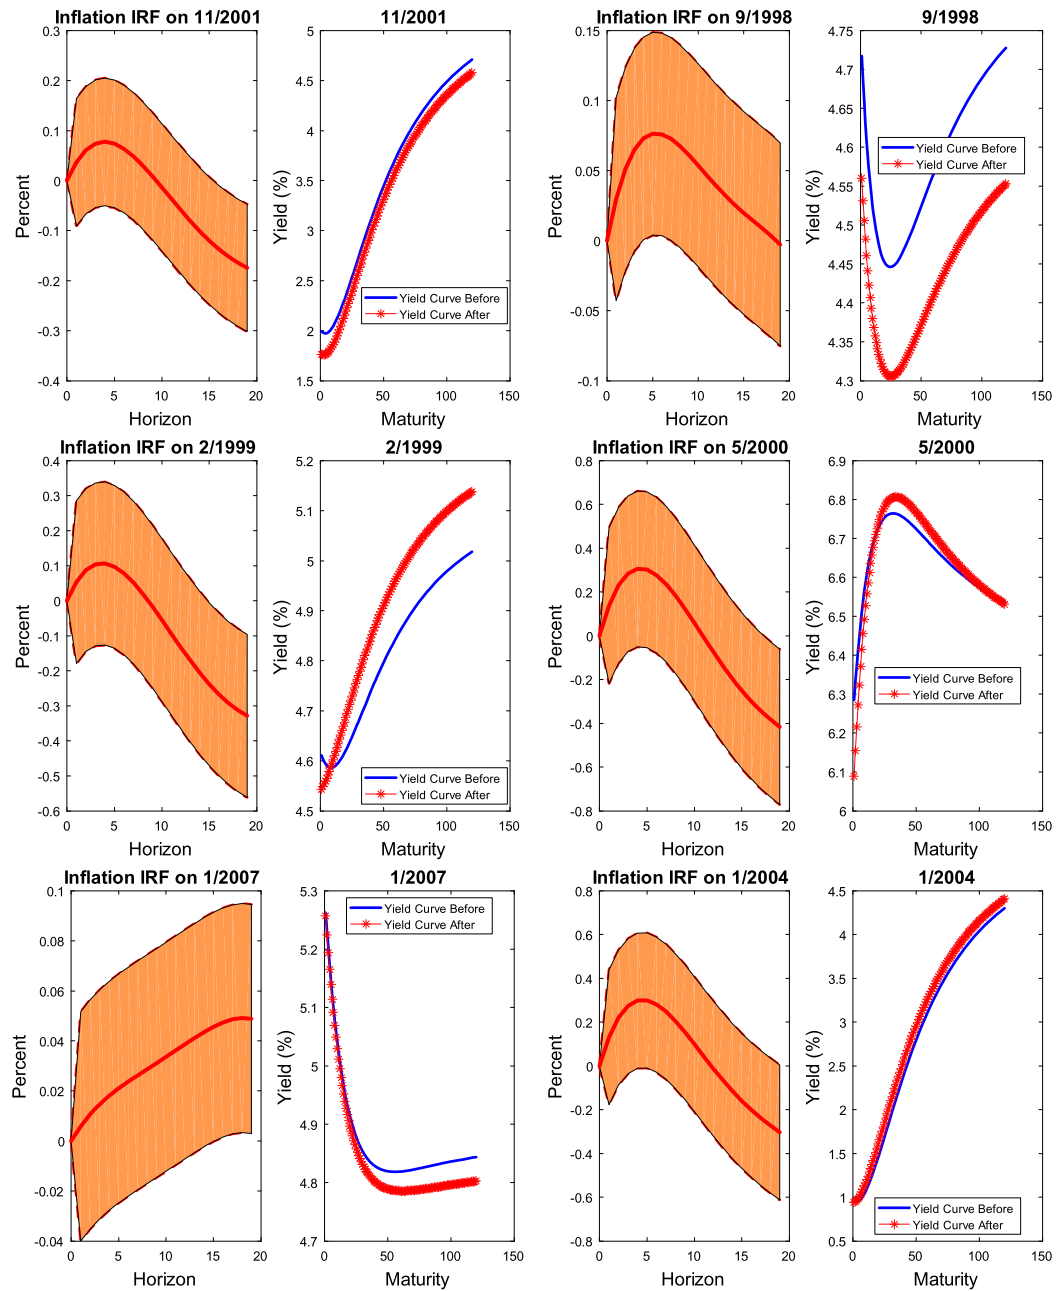 Inflation IRF on 11/2001
0.3
0.2
0.1
0
-0.1
-0.2
-0.3
-0.4
Percent
0 5 10 15 20
Horizon
11/2001
5
4.5
4
3.5
3
2.5
2
1.5
Yield (%)
Yield Curve Before
Yield Curve After
0 50 100 150
Maturity
Inflation IRF on 9/1998
0.15
0.1
0.05
0
-0.05
-0.1
Percent
0 5 10 15 20
Horizon
9/1998
4.75
4.7
4.65
4.6
4.55
4.5
4.45
4.4
4.35
4.3
Yield (%)
Yield Curve Before
Yield Curve After
0 50 100 150
Maturity
Inflation IRF on 2/1999
0.4
0.3
0.2
0.1
0
-0.1
-0.2
-0.3
-0.4
-0.5
-0.6
Percent
0 5 10 15 20
Horizon
2/1999
5.2
5.1
5
4.9
4.8
4.7
4.6
4.5
Yield (%)
Yield Curve Before
Yield Curve After
0 50 100 150
Maturity
Inflation IRF on 5/2000
0.8
0.6
0.4
0.2
0
-0.2
-0.4
-0.6
-0.8
Percent
0 5 10 15 20
Horizon
5/2000
6.9
6.8
6.7
6.6
6.5
6.4
6.3
6.2
6.1
6
Yield (%)
Yield Curve Before
Yield Curve After
0 50 100 150
Maturity
Inflation IRF on 1/2007
0.1
0.08
0.06
0.04
0.02
0
-0.02
-0.04
Percent
0 5 10 15 20
Horizon
1/2007
5.3
5.2
5.1
5
4.9
4.8
4.7
Yield (%)
Yield Curve Before
Yield Curve After
0 50 100 150
Maturity
Inflation IRF on 1/2004
0.8
0.6
0.4
0.2
0
-0.2
-0.4
-0.6
-0.8
Percent
0 5 10 15 20
Horizon
1/2004
4.5
4
3.5
3
2.5
2
1.5
1
0.5
Yield (%)
Yield Curve Before
Yield Curve After
0 50 100 150
Maturity